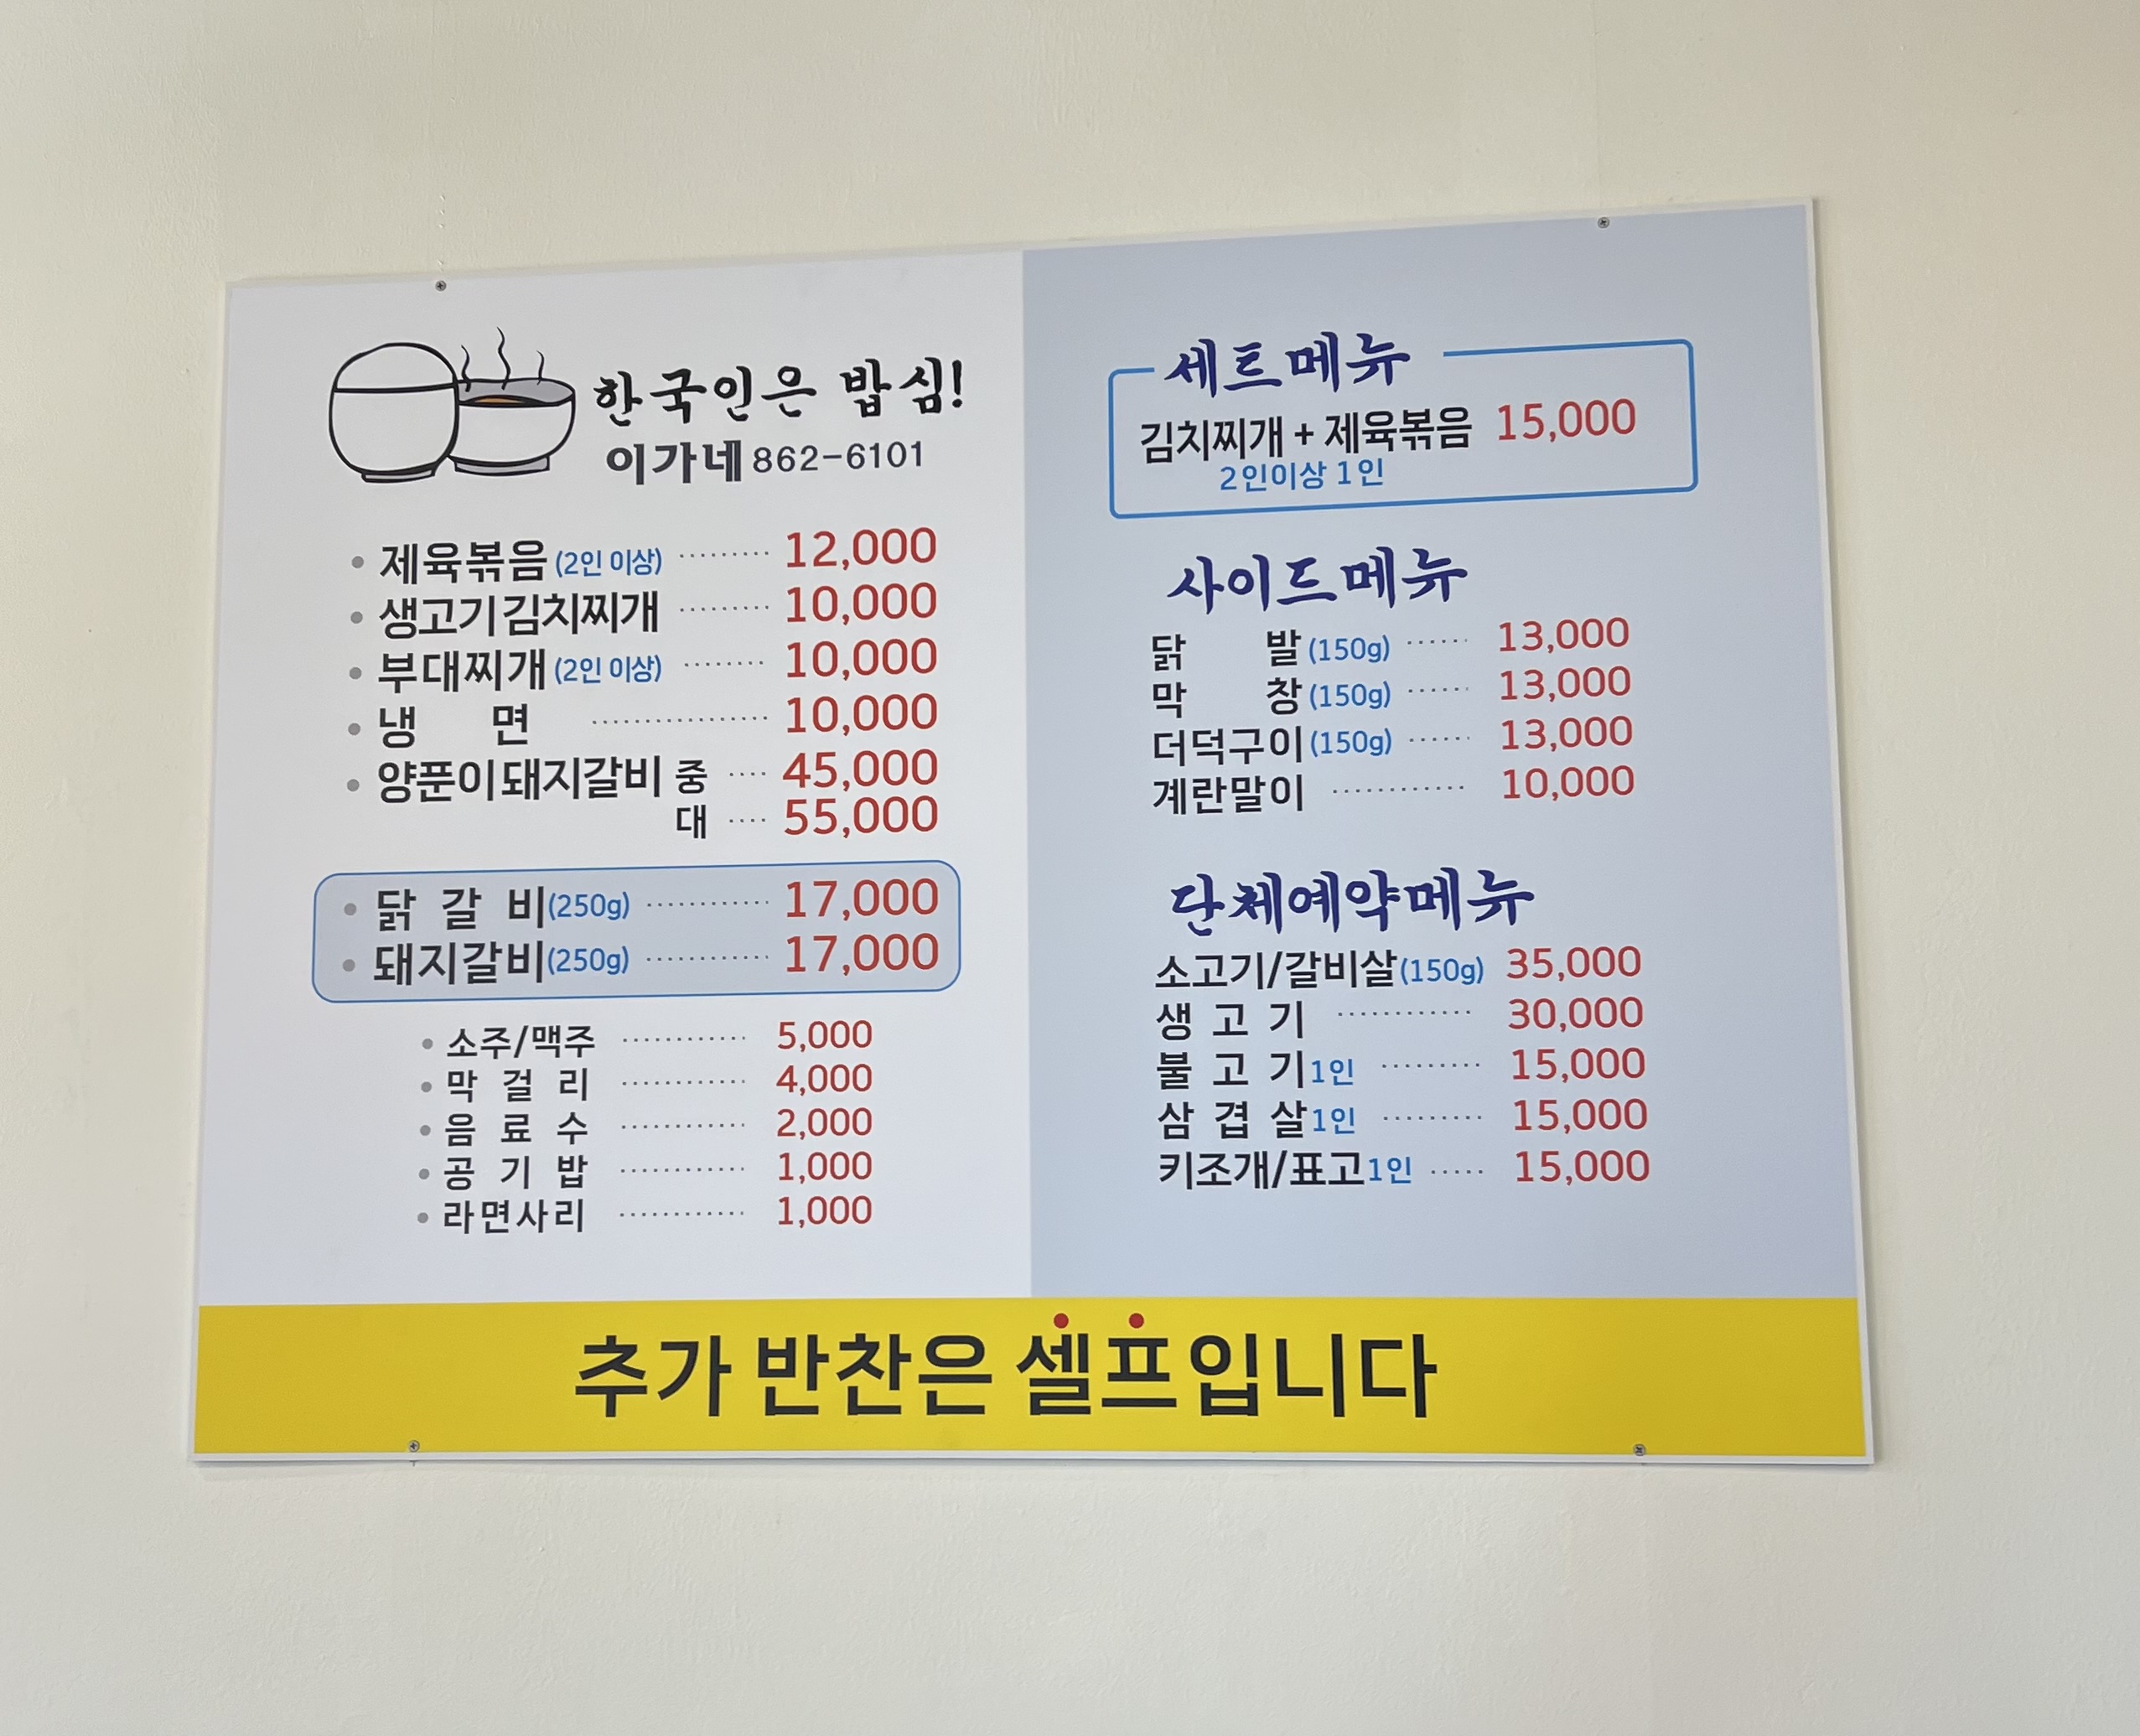 한국인은 밥심!
이가네 862-6101
• 제육볶음 (2인 이상) ········· 12,000
• 생고기김치찌개 ········· 10,000
• 부대찌개 (2인 이상) ········ 10,000
• 냉 면 ················· 10,000
• 양푼이돼지갈비 중 ···· 45,000
대 ···· 55,000
• 닭 갈 비(250g) ············ 17,000
• 돼지갈비(250g) ············ 17,000
• 소주/맥주 ············ 5,000
• 막 걸 리 ············ 4,000
• 음 료 수 ············ 2,000
• 공 기 밥 ············ 1,000
• 라면사리 ············ 1,000
세트메뉴
김치찌개 + 제육볶음 15,000
2인이상 1인
사이드메뉴
닭 발 (150g) ······ 13,000
막 창 (150g) ······ 13,000
더덕구이 (150g) ······ 13,000
계란말이 ············ 10,000
단체예약메뉴
소고기/갈비살(150g) 35,000
생 고 기 ············ 30,000
불 고 기 1인 ········· 15,000
삼 겹 살 1인 ········· 15,000
키조개/표고 1인 ····· 15,000
추가 반찬은 셀프입니다